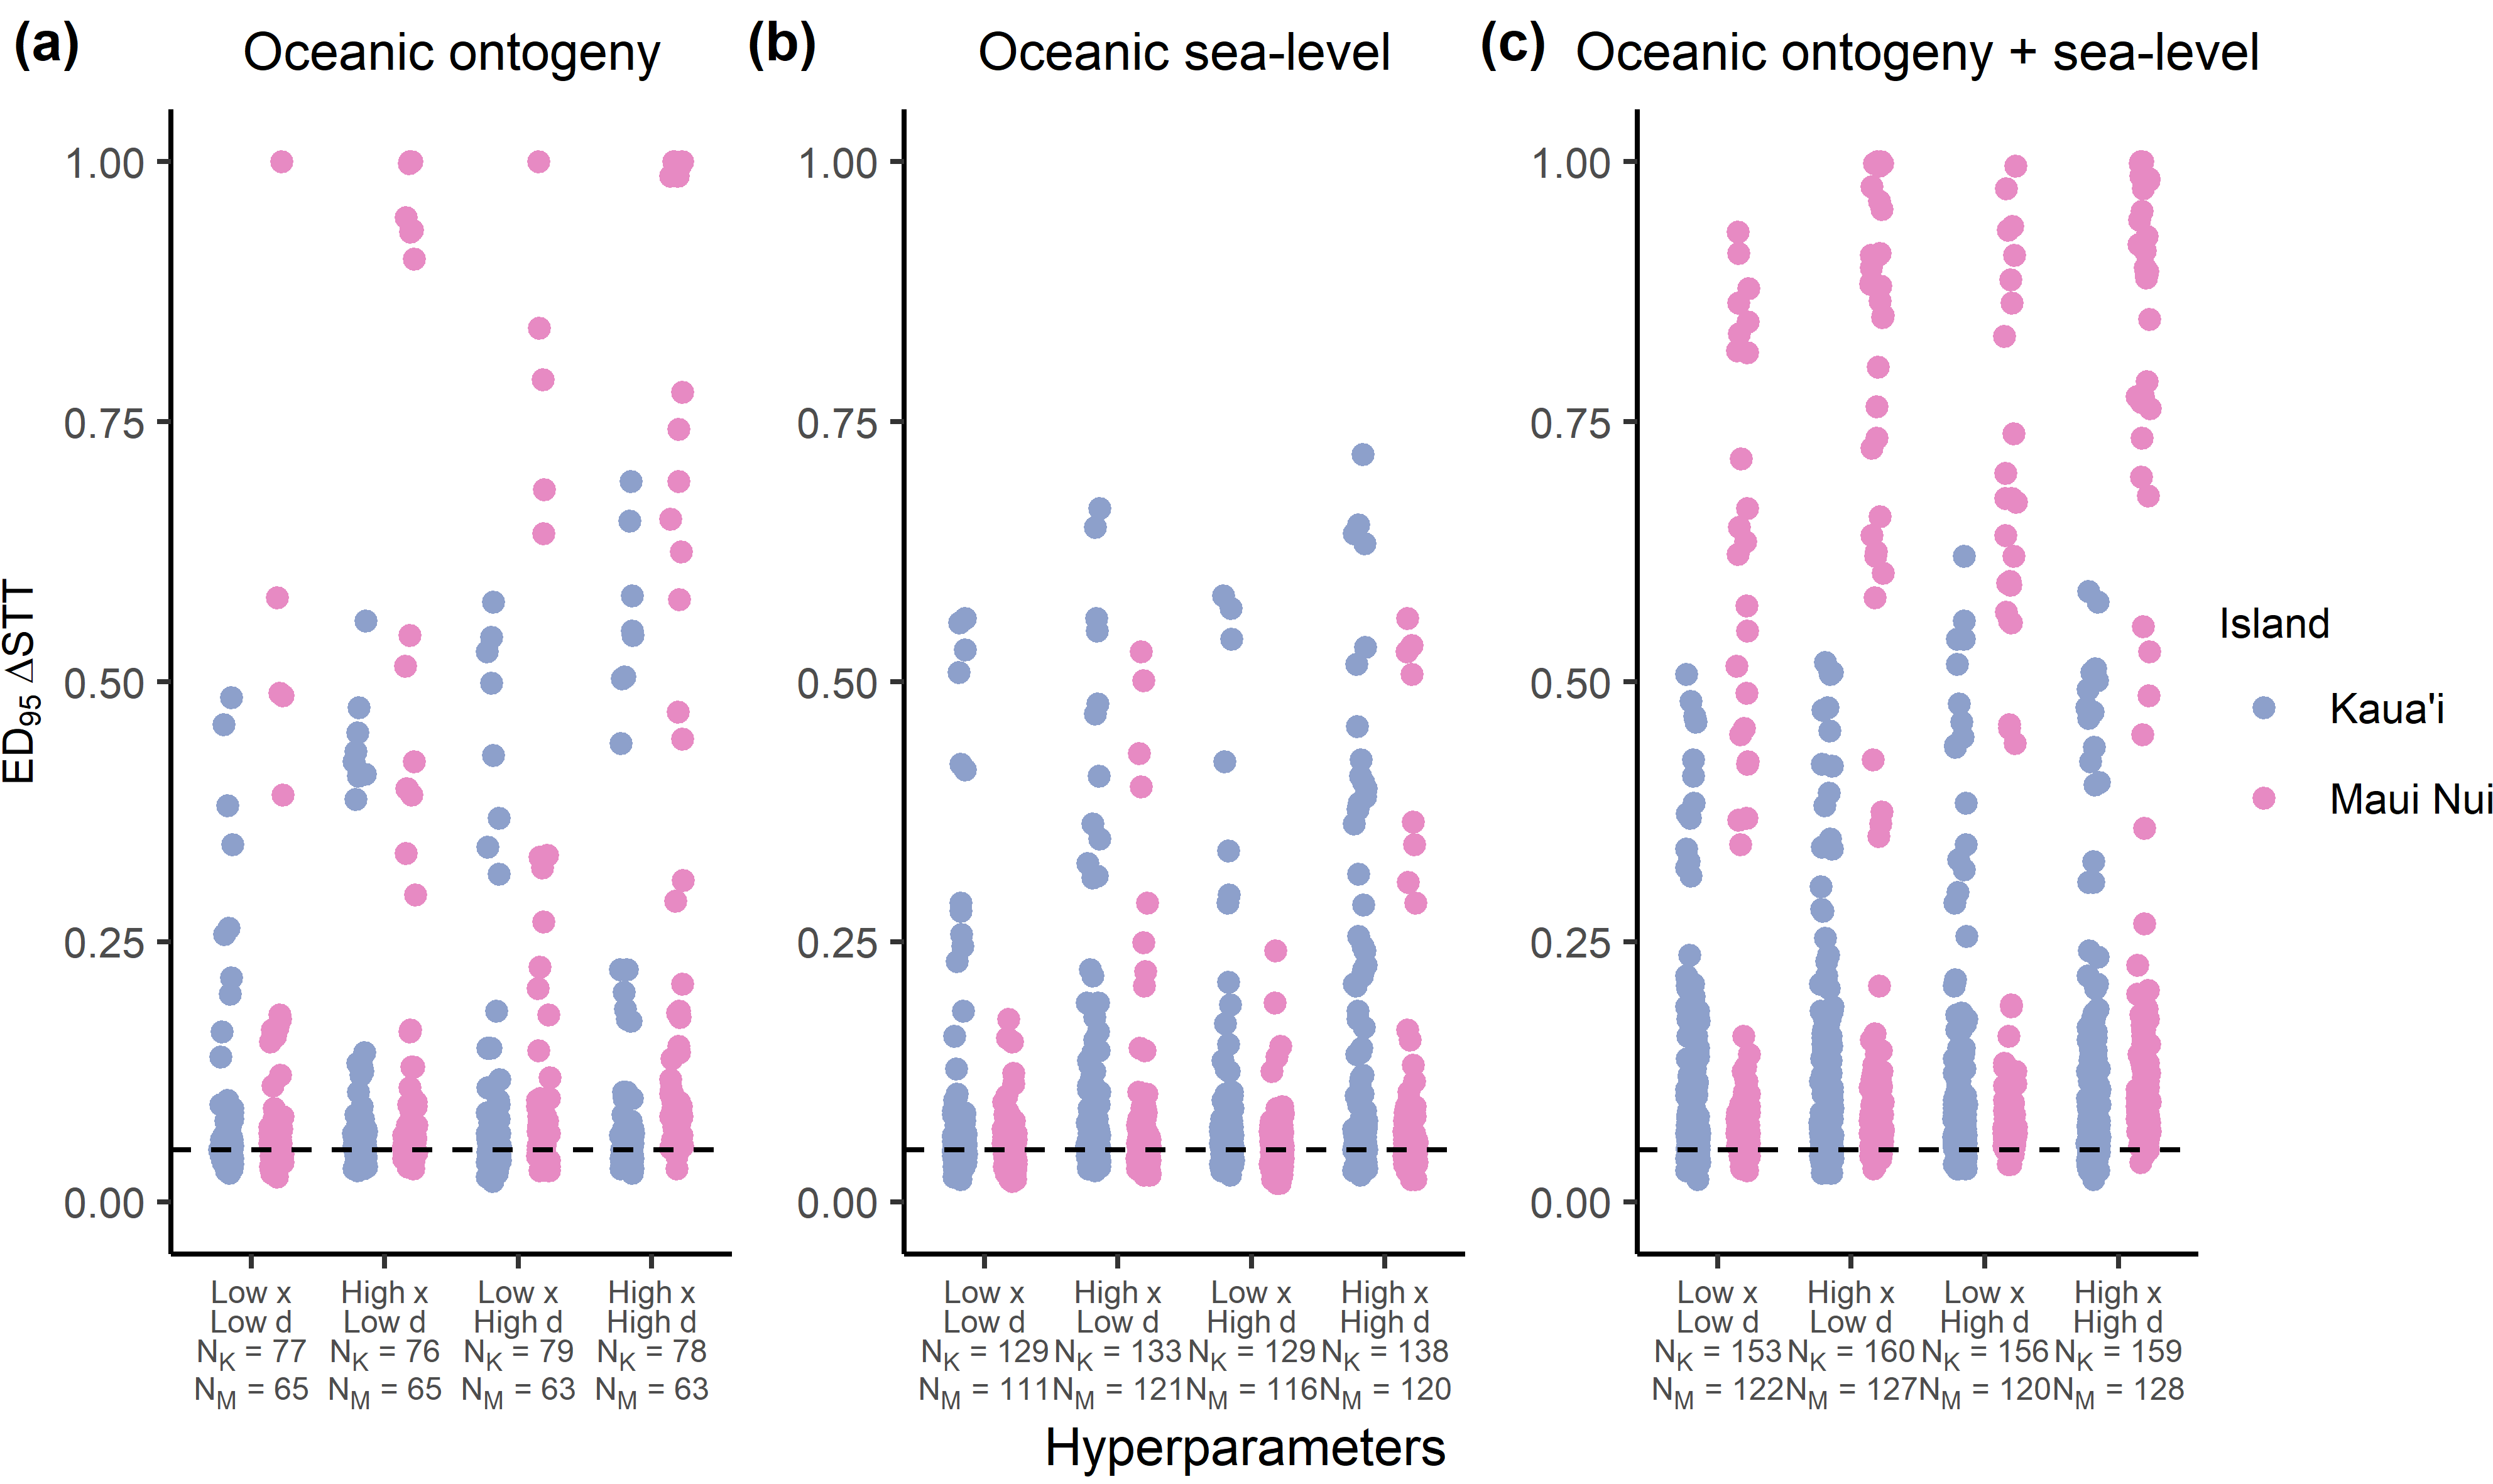 (a) Oceanic ontogeny
(b) Oceanic sea-level
(c) Oceanic ontogeny + sea-level
ED95 ΔSTT
1.00
0.75
0.50
0.25
0.00
Low x
Low d
NK = 77
NM = 65
High x
Low d
NK = 76
NM = 65
Low x
High d
NK = 79
NM = 63
High x
High d
NK = 78
NM = 63
1.00
0.75
0.50
0.25
0.00
Low x
Low d
NK = 129
NM = 111
High x
Low d
NK = 133
NM = 121
Low x
High d
NK = 129
NM = 116
High x
High d
NK = 138
NM = 120
1.00
0.75
0.50
0.25
0.00
Low x
Low d
NK = 153
NM = 122
High x
Low d
NK = 160
NM = 127
Low x
High d
NK = 156
NM = 120
High x
High d
NK = 159
NM = 128
Hyperparameters
Island
Kaua'i
Maui Nui